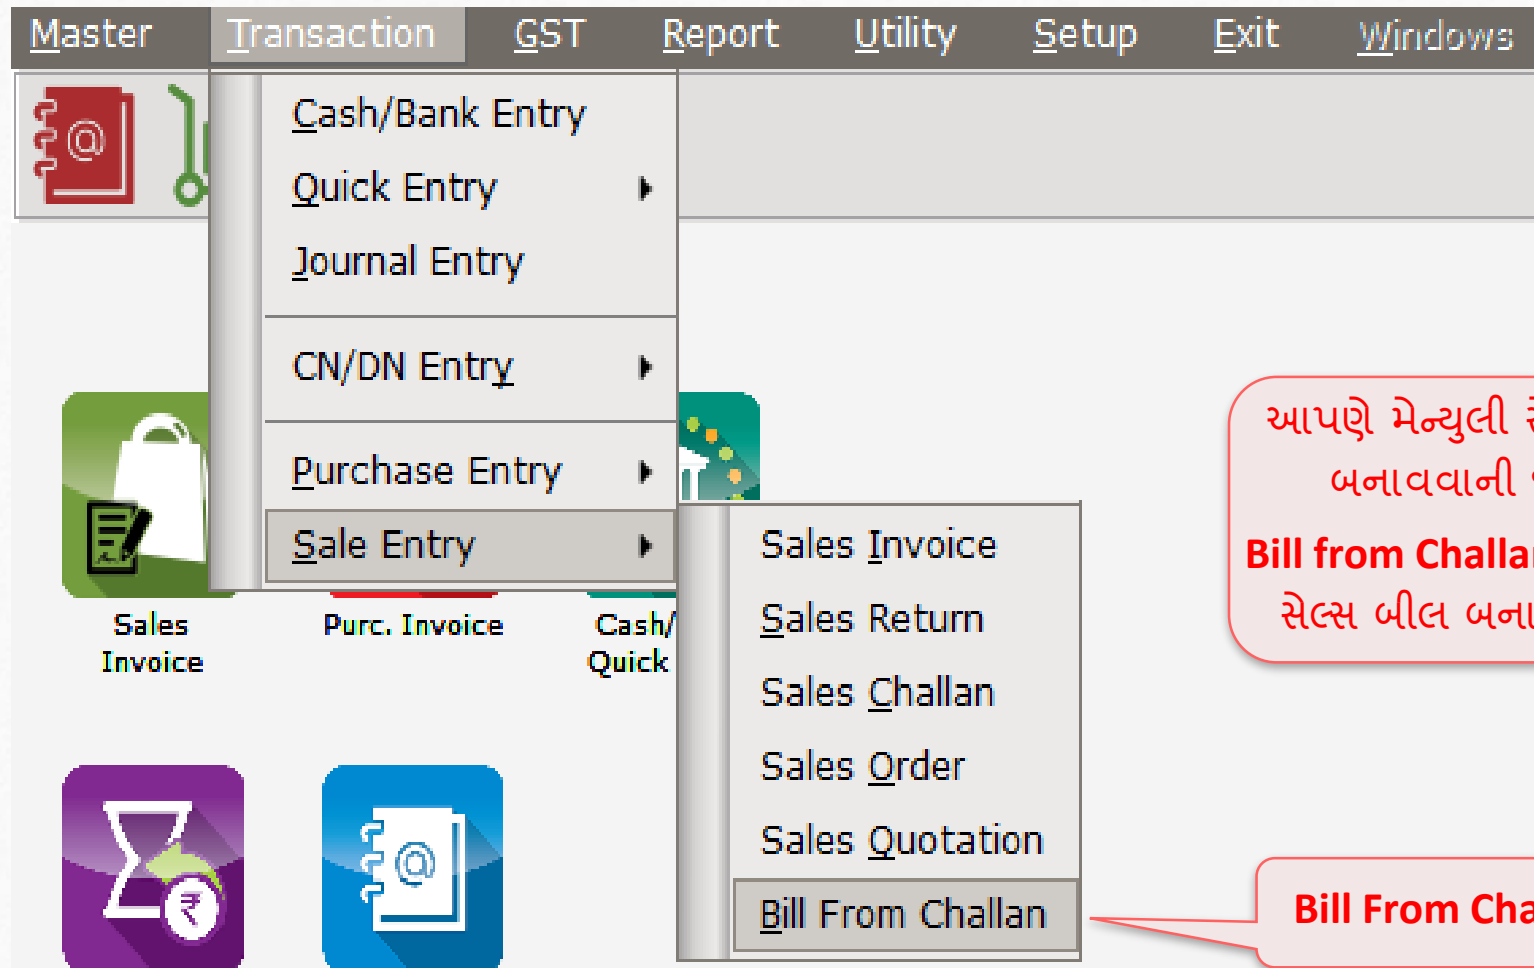 Master Transaction GST Report Utility Setup Exit Windows
Cash/Bank Entry
Quick Entry
Journal Entry
CN/DN Entry
Purchase Entry
Sale Entry
Sales Invoice
Sales Return
Sales Challan
Sales Order
Sales Quotation
Bill From Challan
Sales
Invoice
Purc. Invoice
Cash/
Quick
આપણે મેન્યુલી
બનાવવાની
Bill from Challan
સેલ્સ બીલ બના
Bill From Cha